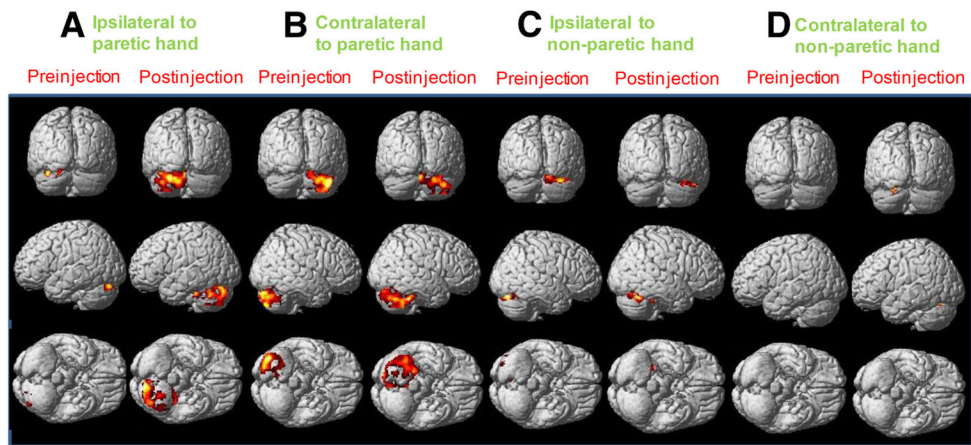 A Ipsilateral to
paretic hand
B Contralateral
to paretic hand
C Ipsilateral to
non-paretic hand
D Contralateral to
non-paretic hand
Preinjection Postinjection Preinjection Postinjection Preinjection Postinjection Preinjection Postinjection